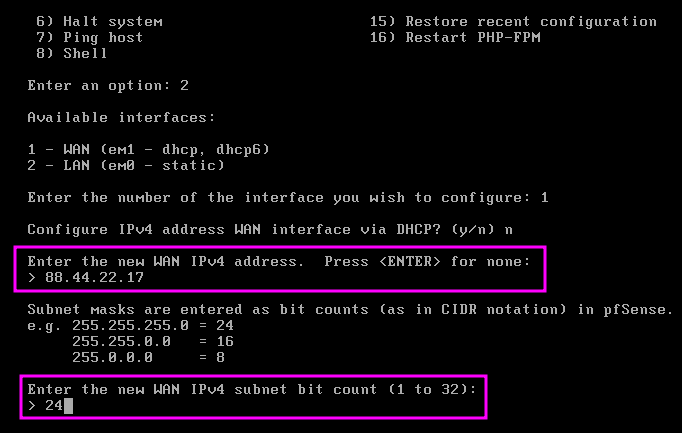 6) Halt system 15) Restore recent configuration
7) Ping host 16) Restart PHP-FPM
8) Shell
Enter an option: 2
Available interfaces:
1 - WAN (em1 - dhcp, dhcp6)
2 - LAN (em0 - static)
Enter the number of the interface you wish to configure: 1
Configure IPv4 address WAN interface via DHCP? (y/n) n
Enter the new WAN IPv4 address.  Press <ENTER> for none:
> 88.44.22.17
Subnet masks are entered as bit counts (as in CIDR notation) in pfSense.
e.g. 255.255.255.0 = 24
255.255.0.0   = 16
255.0.0.0     = 8
Enter the new WAN IPv4 subnet bit count (1 to 32):
> 24